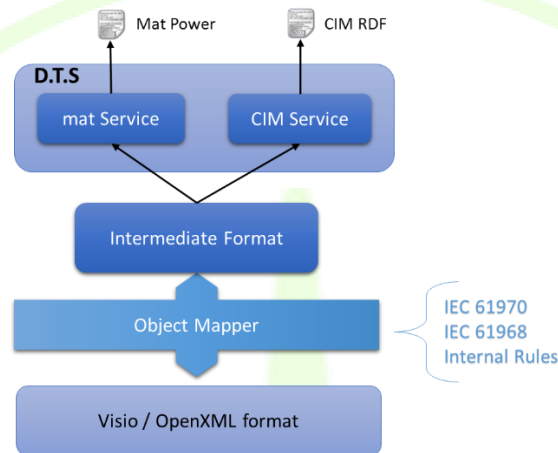 Mat Power
CIM RDF
D.T.S
mat Service
CIM Service
Intermediate Format
Object Mapper
IEC 61970
IEC 61968
Internal Rules
Visio / OpenXML format